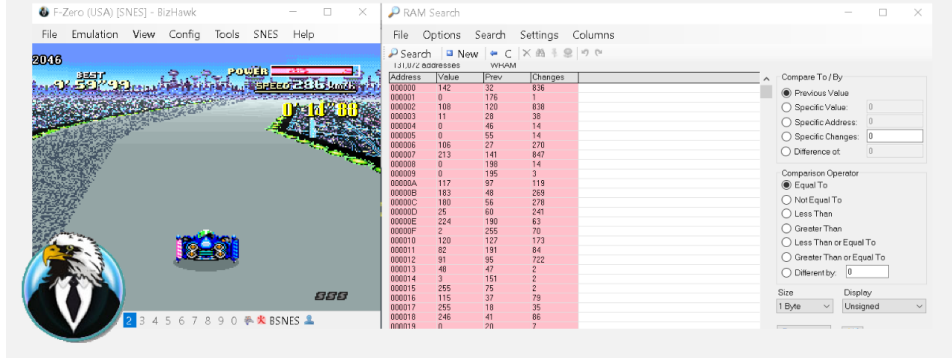 F-Zero (USA) [SNES] - BizHawk
File Emulation View Config Tools SNES Help
2046
BEST
POWER
9'59"99
SPEED 286 km/h
0'14"88
2 3 4 5 6 7 8 9 0 BSNES
RAM Search
File Options Search Settings Columns
Search New C
131,072 addresses WRAM
Address Value Prev Changes
000000 142 32 836
000001 0 176 1
000002 108 120 838
000003 11 28 38
000004 0 46 14
000005 0 55 14
000006 106 27 270
000007 213 141 847
000008 0 198 14
000009 0 195 3
00000A 117 97 119
00000B 183 48 269
00000C 180 56 278
00000D 25 60 241
00000E 224 190 63
00000F 2 255 70
000010 120 127 173
000011 82 191 84
000012 91 95 722
000013 48 47 2
000014 3 151 2
000015 255 75 2
000016 115 37 79
000017 255 18 35
000018 246 41 86
000019 0 20 7
Compare To / By
Previous Value
Specific Value: 0
Specific Address: 0
Specific Changes: 0
Difference of: 0
Comparison Operator
Equal To
Not Equal To
Less Than
Greater Than
Less Than or Equal To
Greater Than or Equal To
Different by: 0
Size Display
1 Byte Unsigned